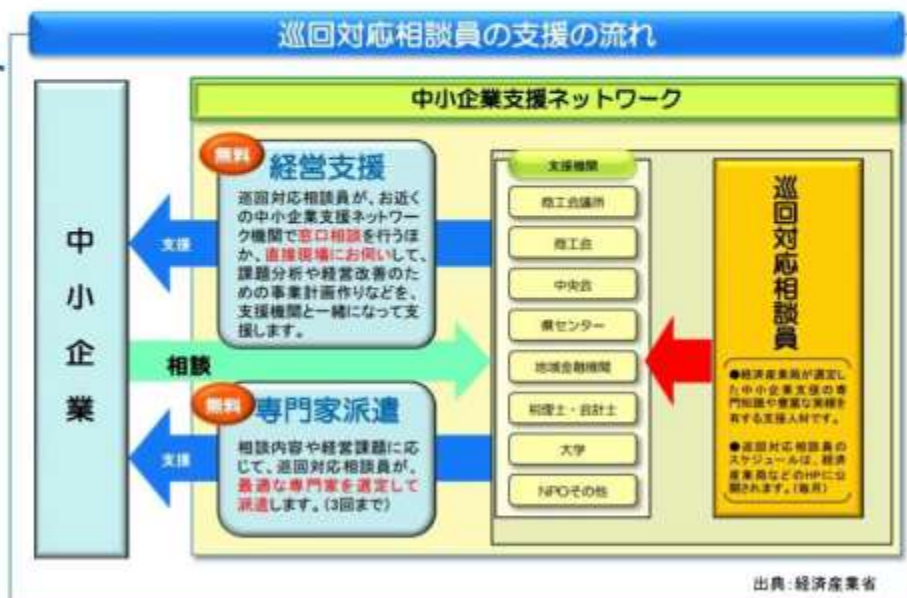 巡回対応相談員の支援の流れ
中小企業支援ネットワーク
中小企業
無料
経営支援
巡回対応相談員が、お近く
の中小企業支援ネットワー
ク機関で窓口相談を行うほ
か、直接現場にお伺いして、
課題分析や経営改善のた
めの事業計画作りなどを、
支援機関と一緒になって支
援します。
支援
相談
無料
専門家派遣
相談内容や経営課題に応
じて、巡回対応相談員が、
最適な専門家を選定して
派遣します。(3回まで)
支援
支援機関
商工会議所
商工会
中央会
県センター
地域金融機関
税理士・会計士
大学
NPOその他
巡回対応相談員
●経済産業局が選定し
た中小企業支援の専
門知識や豊富な実績を
有する支援人材です。
●巡回対応相談員の
スケジュールは、経済
産業局などのHPに公
開されます。(毎月)
出典:経済産業省